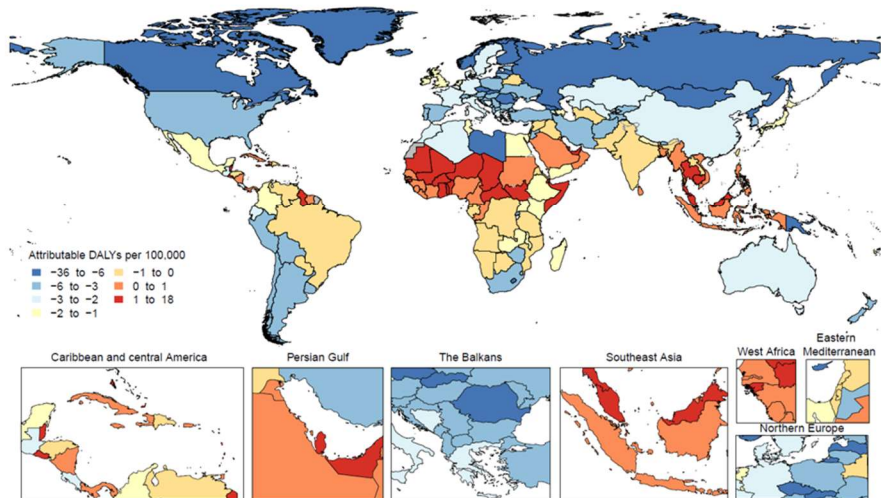 Attributable DALYs per 100,000
−36 to −6
−6 to −3
−3 to −2
−2 to −1
−1 to 0
0 to 1
1 to 18
Caribbean and central America
Persian Gulf
The Balkans
Southeast Asia
West Africa
Eastern
Mediterranean
Northern Europe